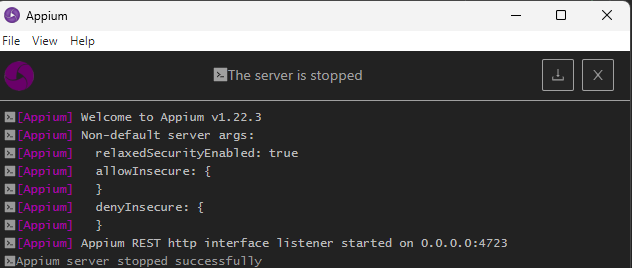 Appium
File View Help
The server is stopped
[Appium] Welcome to Appium v1.22.3
[Appium] Non-default server args:
[Appium]   relaxedSecurityEnabled: true
[Appium]   allowInsecure: {
[Appium]   }
[Appium]   denyInsecure: {
[Appium]   }
[Appium] Appium REST http interface listener started on 0.0.0.0:4723
Appium server stopped successfully